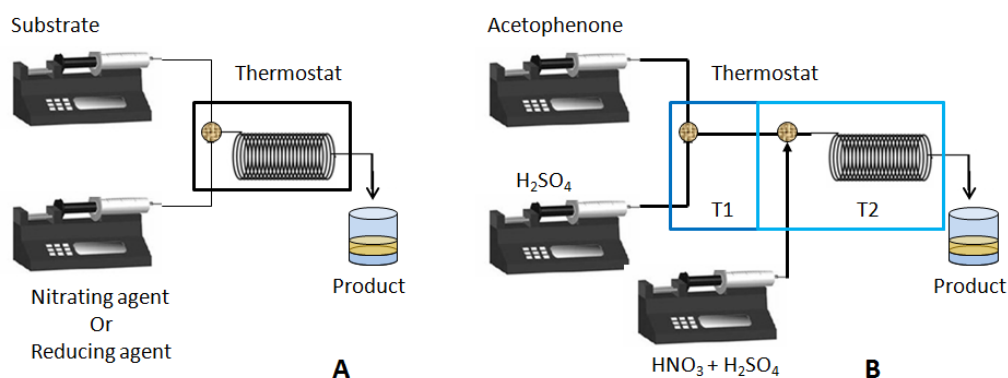 Substrate
Thermostat
Nitrating agent
Or
Reducing agent
Product
A
Acetophenone
Thermostat
H₂SO₄
T1
T2
Product
HNO₃ + H₂SO₄
B